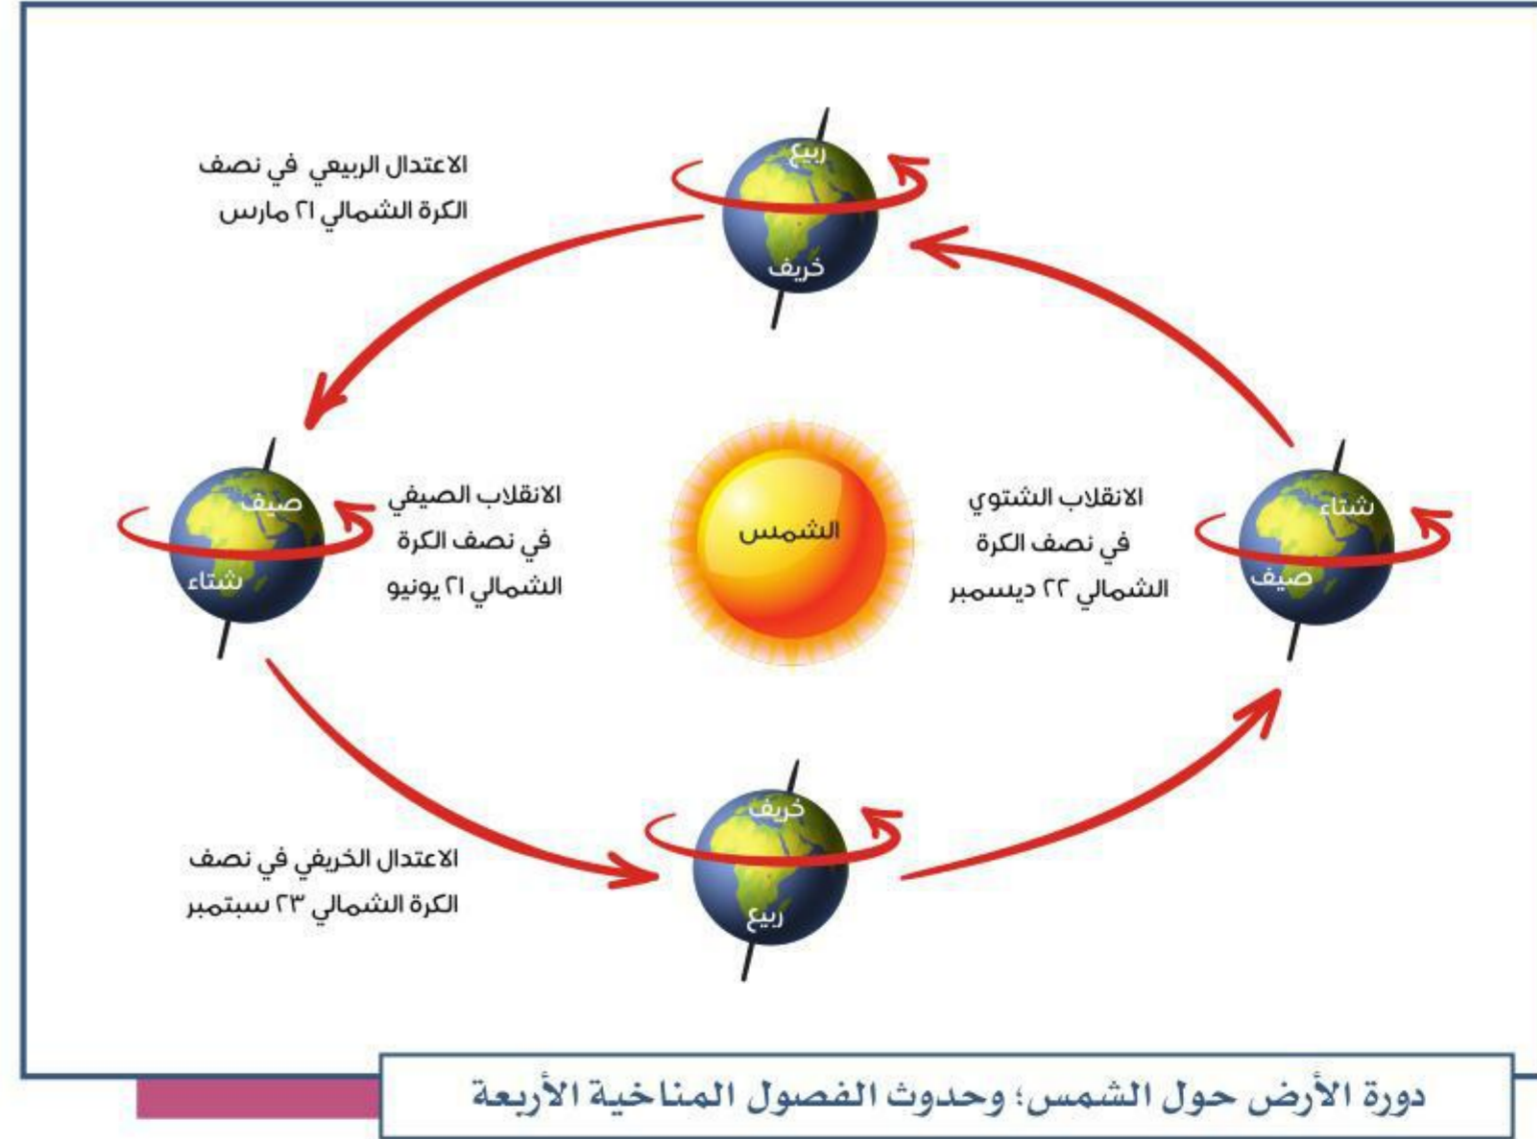 ربيع
خريف
الاعتدال الربيعي في نصف
الكرة الشمالي ٢١ مارس
صيف
شتاء
الانقلاب الصيفي
في نصف الكرة
الشمالي ٢١ يونيو
الشمس
الانقلاب الشتوي
في نصف الكرة
الشمالي ٢٢ ديسمبر
شتاء
صيف
خريف
ربيع
الاعتدال الخريفي في نصف
الكرة الشمالي ٢٣ سبتمبر
دورة الأرض حول الشمس؛ وحدوث الفصول المناخية الأربعة